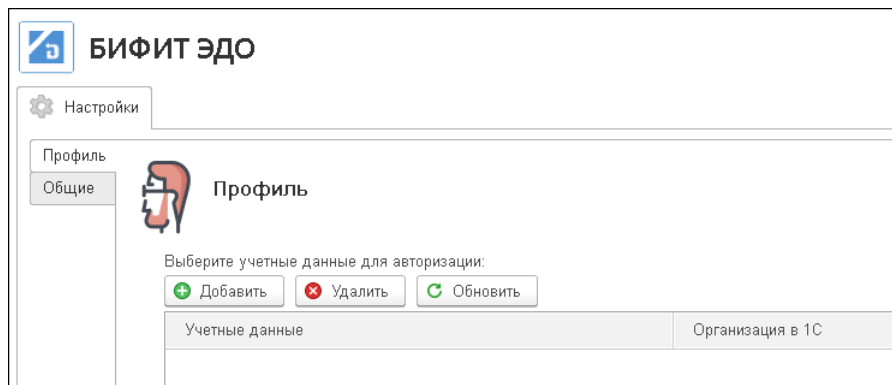 БИФИТ ЭДО
Настройки
Профиль
Общие
Профиль
Выберите учетные данные для авторизации:
Добавить Удалить Обновить
Учетные данные Организация в 1С